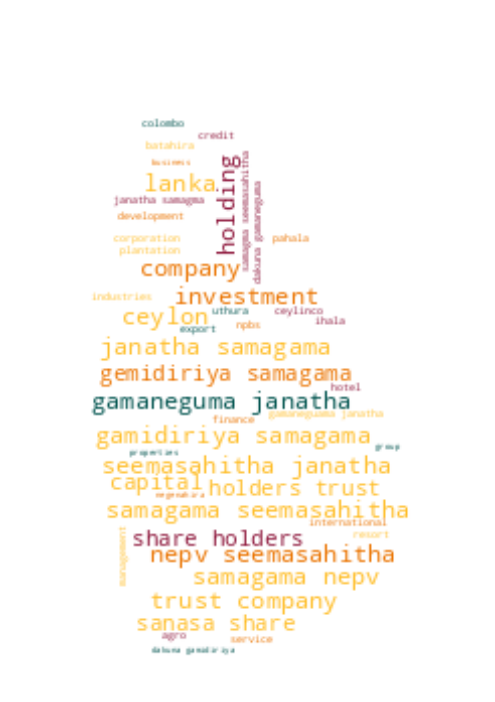 colombo
credit
batahira
business
lanka
holding
samagma seemasahitha
dakuna gamaneguma
janatha samagma
development
corporation
pahala
plantation
company
industries
investment
ceylon
uthura
ceylinco
export
npbs
ihala
janatha samagama
gemidiriya samagama
hotel
gamaneguma janatha
gamaneguama janatha
finance
gamidiriya samagama
group
properties
seemasahitha janatha
capital
holders trust
negenahira
samagama seemasahitha
international
management
share holders
resort
nepv seemasahitha
samagama nepv
trust company
sanasa share
agro
service
dakuna gamidiriya